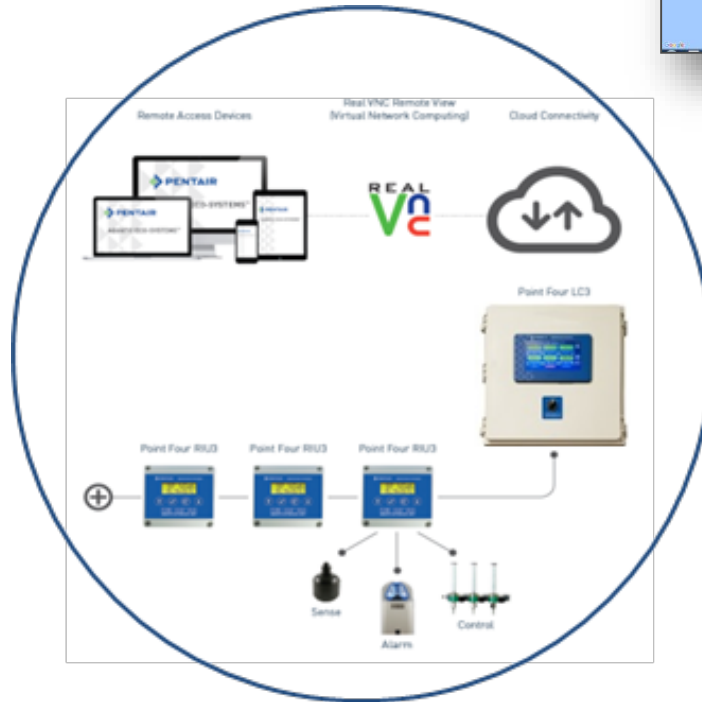 Remote Access Devices
Real VNC Remote View
(Virtual Network Computing)
Cloud Connectivity
PENTAIR
PENTAIR
REAL
VNC
Point Four LC3
Point Four RIU3
Point Four RIU3
Point Four RIU3
Sense
Alarm
Control